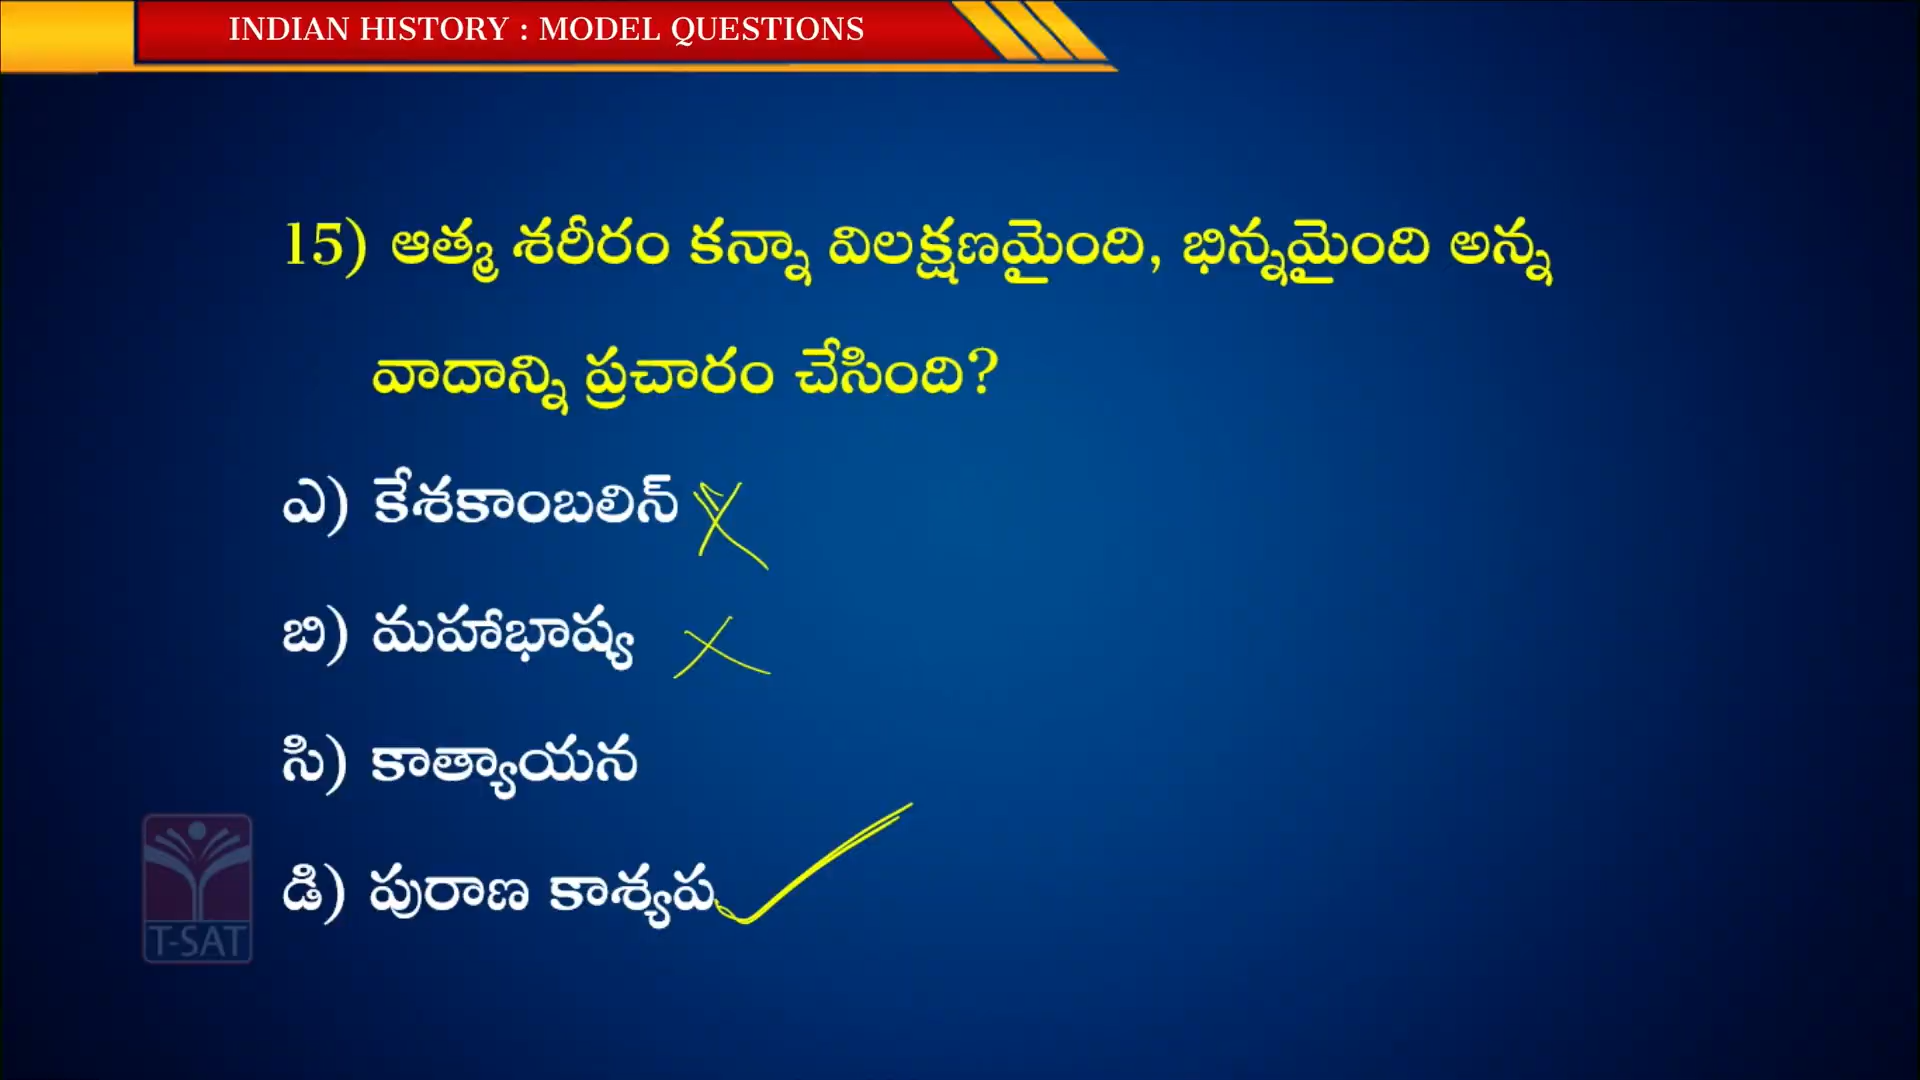 INDIAN HISTORY : MODEL QUESTIONS
15) ఆత్మ శరీరం కన్నా విలక్షణమైంది, భిన్నమైంది అన్న
వాదాన్ని ప్రచారం చేసింది?
ఎ) కేశకాంబలిన్
బి) మహాభాష్య
సి) కాత్యాయన
డి) పురాణ కాశ్యప
T-SAT